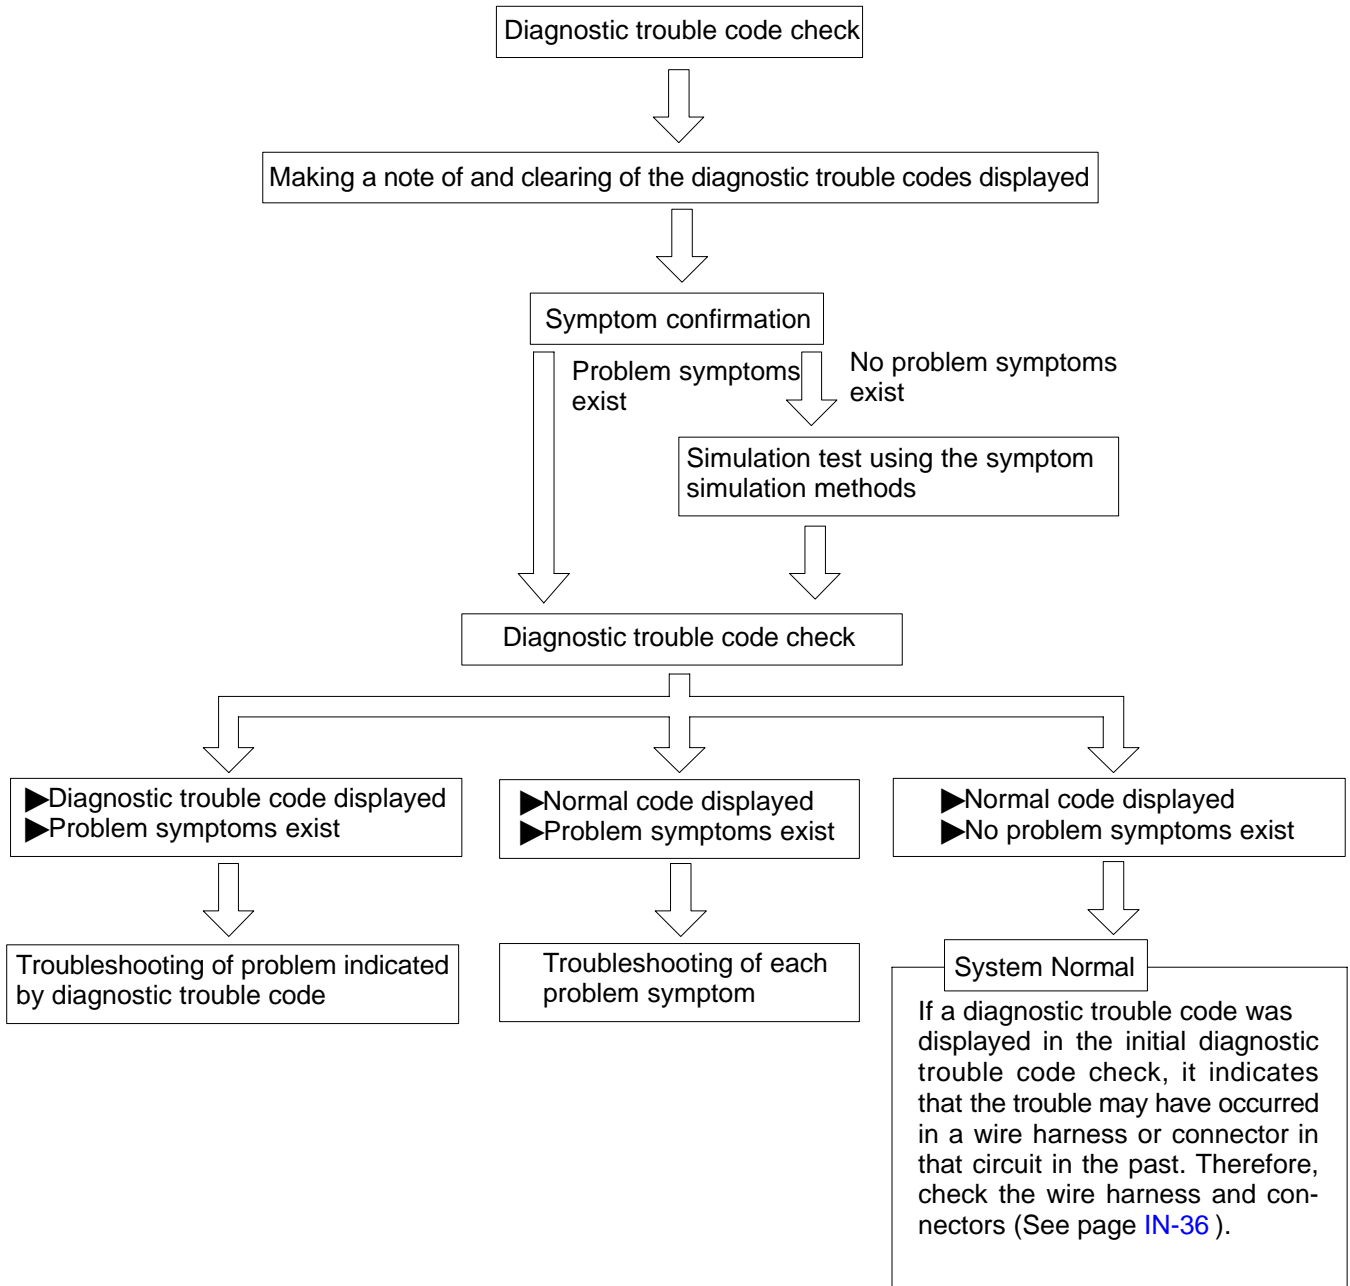 Diagnostic trouble code check
Making a note of and clearing of the diagnostic trouble codes displayed
Symptom confirmation
Problem symptoms
exist
No problem symptoms
exist
Simulation test using the symptom
simulation methods
Diagnostic trouble code check
▶Diagnostic trouble code displayed
▶Problem symptoms exist
▶Normal code displayed
▶Problem symptoms exist
▶Normal code displayed
▶No problem symptoms exist
Troubleshooting of problem indicated
by diagnostic trouble code
Troubleshooting of each
problem symptom
System Normal
If a diagnostic trouble code was
displayed in the initial diagnostic
trouble code check, it indicates
that the trouble may have occurred
in a wire harness or connector in
that circuit in the past. Therefore,
check the wire harness and con-
nectors (See page IN-36 ).